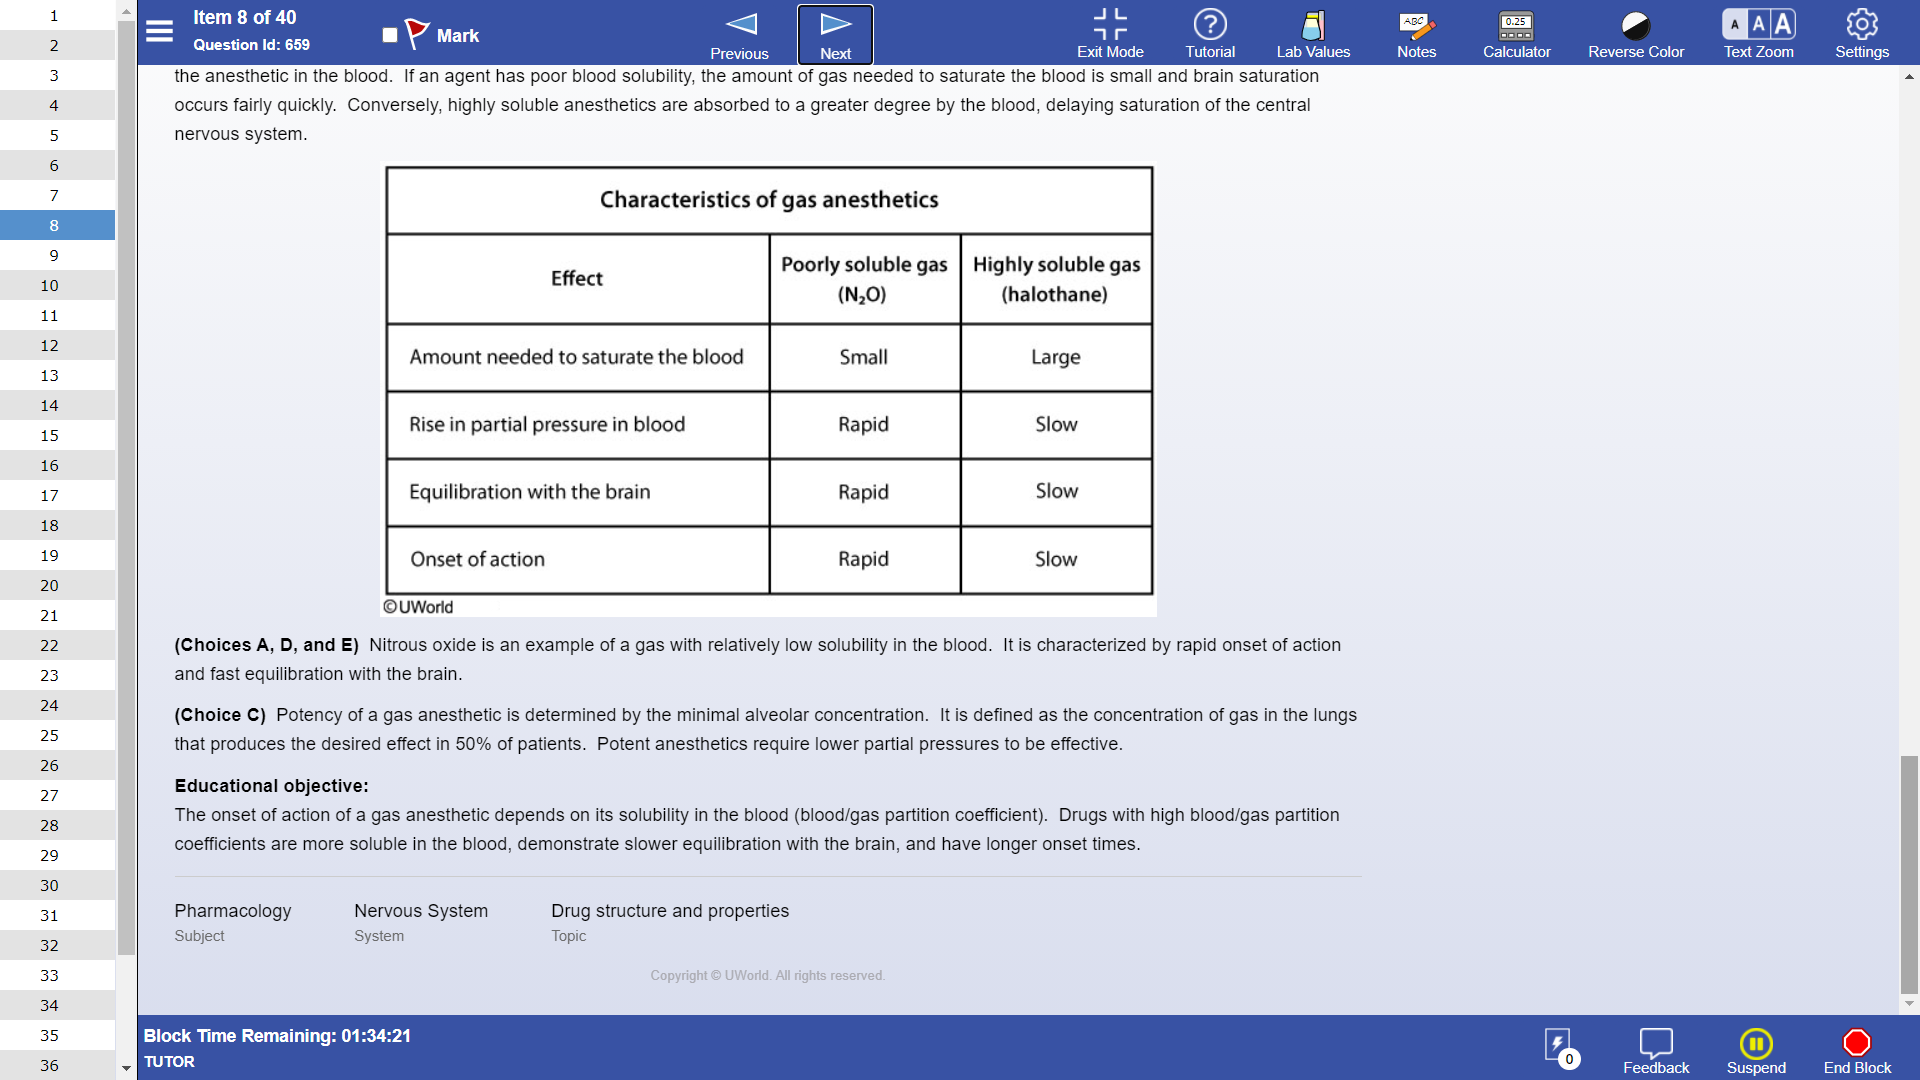 Item 8 of 40
Question Id: 659
Mark
Previous
Next
Exit Mode
Tutorial
Lab Values
ABC
Notes
0.25
Calculator
Reverse Color
A A A
Text Zoom
Settings
1
2
3
4
5
6
7
8
9
10
11
12
13
14
15
16
17
18
19
20
21
22
23
24
25
26
27
28
29
30
31
32
33
34
35
36
the anesthetic in the blood. If an agent has poor blood solubility, the amount of gas needed to saturate the blood is small and brain saturation
occurs fairly quickly. Conversely, highly soluble anesthetics are absorbed to a greater degree by the blood, delaying saturation of the central
nervous system.
Characteristics of gas anesthetics
Effect
Poorly soluble gas
(N₂O)
Highly soluble gas
(halothane)
Amount needed to saturate the blood Small Large
Rise in partial pressure in blood Rapid Slow
Equilibration with the brain Rapid Slow
Onset of action Rapid Slow
©UWorld
(Choices A, D, and E) Nitrous oxide is an example of a gas with relatively low solubility in the blood. It is characterized by rapid onset of action
and fast equilibration with the brain.
(Choice C) Potency of a gas anesthetic is determined by the minimal alveolar concentration. It is defined as the concentration of gas in the lungs
that produces the desired effect in 50% of patients. Potent anesthetics require lower partial pressures to be effective.
Educational objective:
The onset of action of a gas anesthetic depends on its solubility in the blood (blood/gas partition coefficient). Drugs with high blood/gas partition
coefficients are more soluble in the blood, demonstrate slower equilibration with the brain, and have longer onset times.
Pharmacology Nervous System Drug structure and properties
Subject System Topic
Copyright © UWorld. All rights reserved.
Block Time Remaining: 01:34:21
TUTOR
0
Feedback
Suspend
End Block